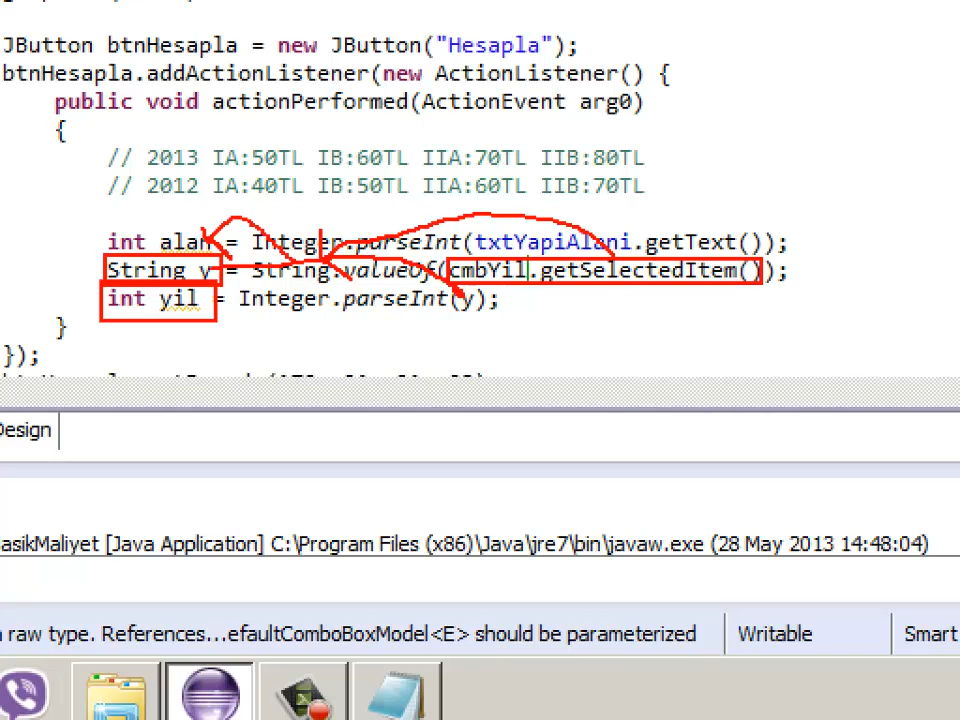 JButton btnHesapla = new JButton("Hesapla");
btnHesapla.addActionListener(new ActionListener() {
public void actionPerformed(ActionEvent arg0)
{
// 2013 IA:50TL IB:60TL IIA:70TL IIB:80TL
// 2012 IA:40TL IB:50TL IIA:60TL IIB:70TL
int alan = Integer.parseInt(txtYapiAlani.getText());
String y = String.valueOf(cmbYil.getSelectedItem());
int yil = Integer.parseInt(y);
}
});
Design
asikMaliyet [Java Application] C:\Program Files (x86)\Java\jre7\bin\javaw.exe (28 May 2013 14:48:04)
raw type. References...efaultComboBoxModel<E> should be parameterized Writable Smart